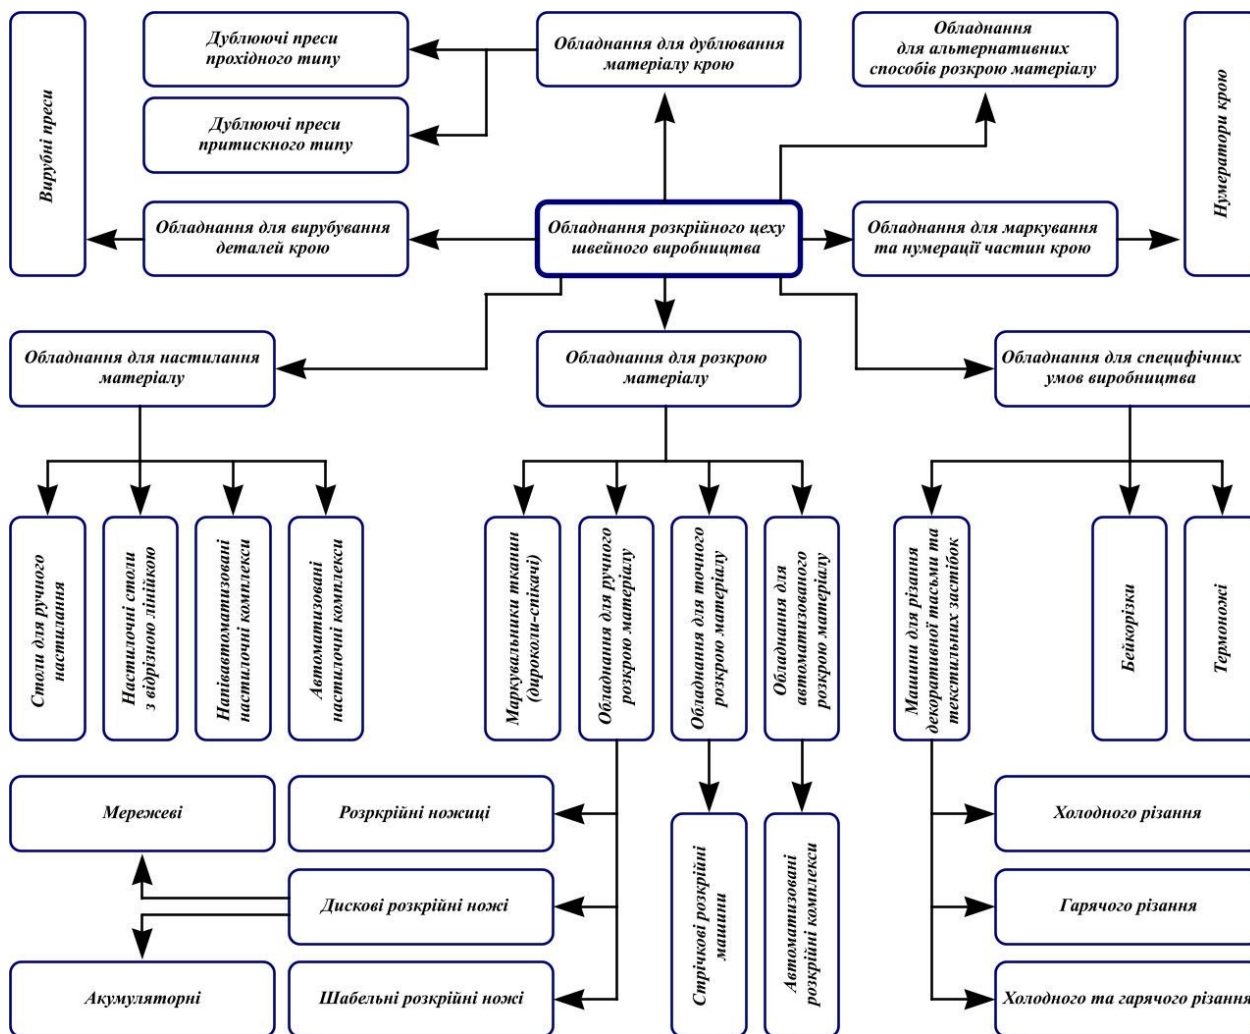 Вирубні преси
Дублюючі преси
прохідного типу
Обладнання для дублювання
матеріалу крою
Обладнання
для альтернативних
способів розкрою матеріалу
Нумератори крою
Дублюючі преси
притискного типу
Обладнання для вирубування
деталей крою
Обладнання розкрійного цеху
швейного виробництва
Обладнання для маркування
та нумерації частин крою
Обладнання для настилання
матеріалу
Обладнання для розкрою
матеріалу
Обладнання для специфічних
умов виробництва
Столи для ручного
настилання
Настилочні столи
з відрізною лінійкою
Напівавтоматизовані
настилочні комплекси
Автоматизовані
настилочні комплекси
Маркувальники тканин
(дироколи-спікачі)
Обладнання для ручного
розкрою матеріалу
Обладнання для точного
розкрою матеріалу
Обладнання для
автоматизованого
розкрою матеріалу
Машини для різання
декоративної тасьми та
текстильних застібок
Бейкорізки
Термоножі
Мережеві
Розркрійні ножиці
Холодного різання
Дискові розкрійні ножі
Гарячого різання
Стрічкові розкрійні
машини
Автоматизовані
розкрійні комплекси
Акумуляторні
Шабельні розкрійні ножі
Холодного та гарячого різання